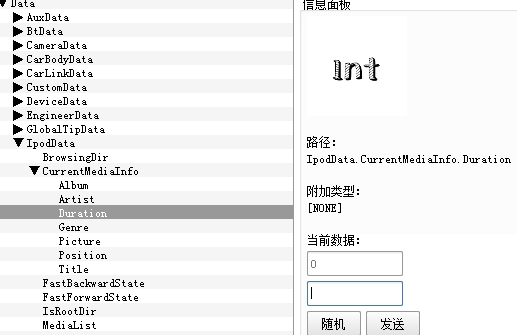 Data
AuxData
BtData
CameraData
CarBodyData
CarLinkData
CustomData
DeviceData
EngineerData
GlobalTipData
IpodData
BrowsingDir
CurrentMediaInfo
Album
Artist
Duration
Genre
Picture
Position
Title
FastBackwardState
FastForwardState
IsRootDir
MediaList
信息面板
Int
路径：
IpodData.CurrentMediaInfo.Duration
附加类型：
[NONE]
当前数据：
0
随机
发送